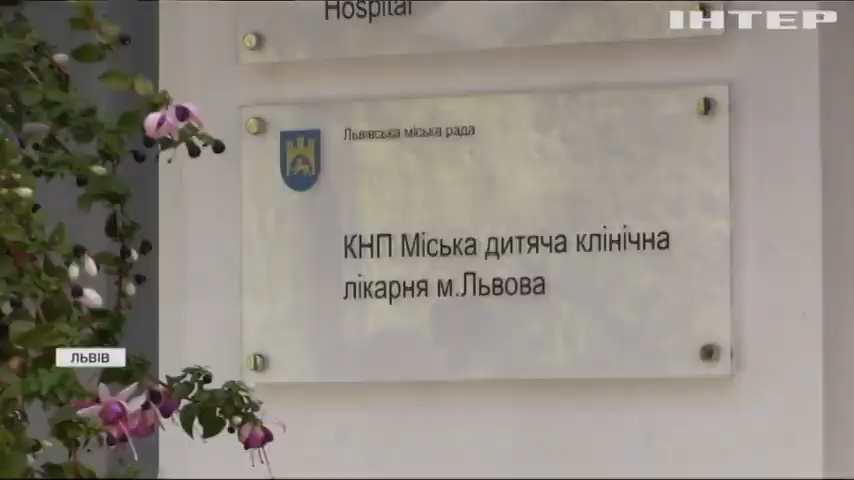 Hospital
ІНТЕР
Львівська міська рада
КНП Міська дитяча клінічна
лікарня м.Львова
ЛЬВІВ